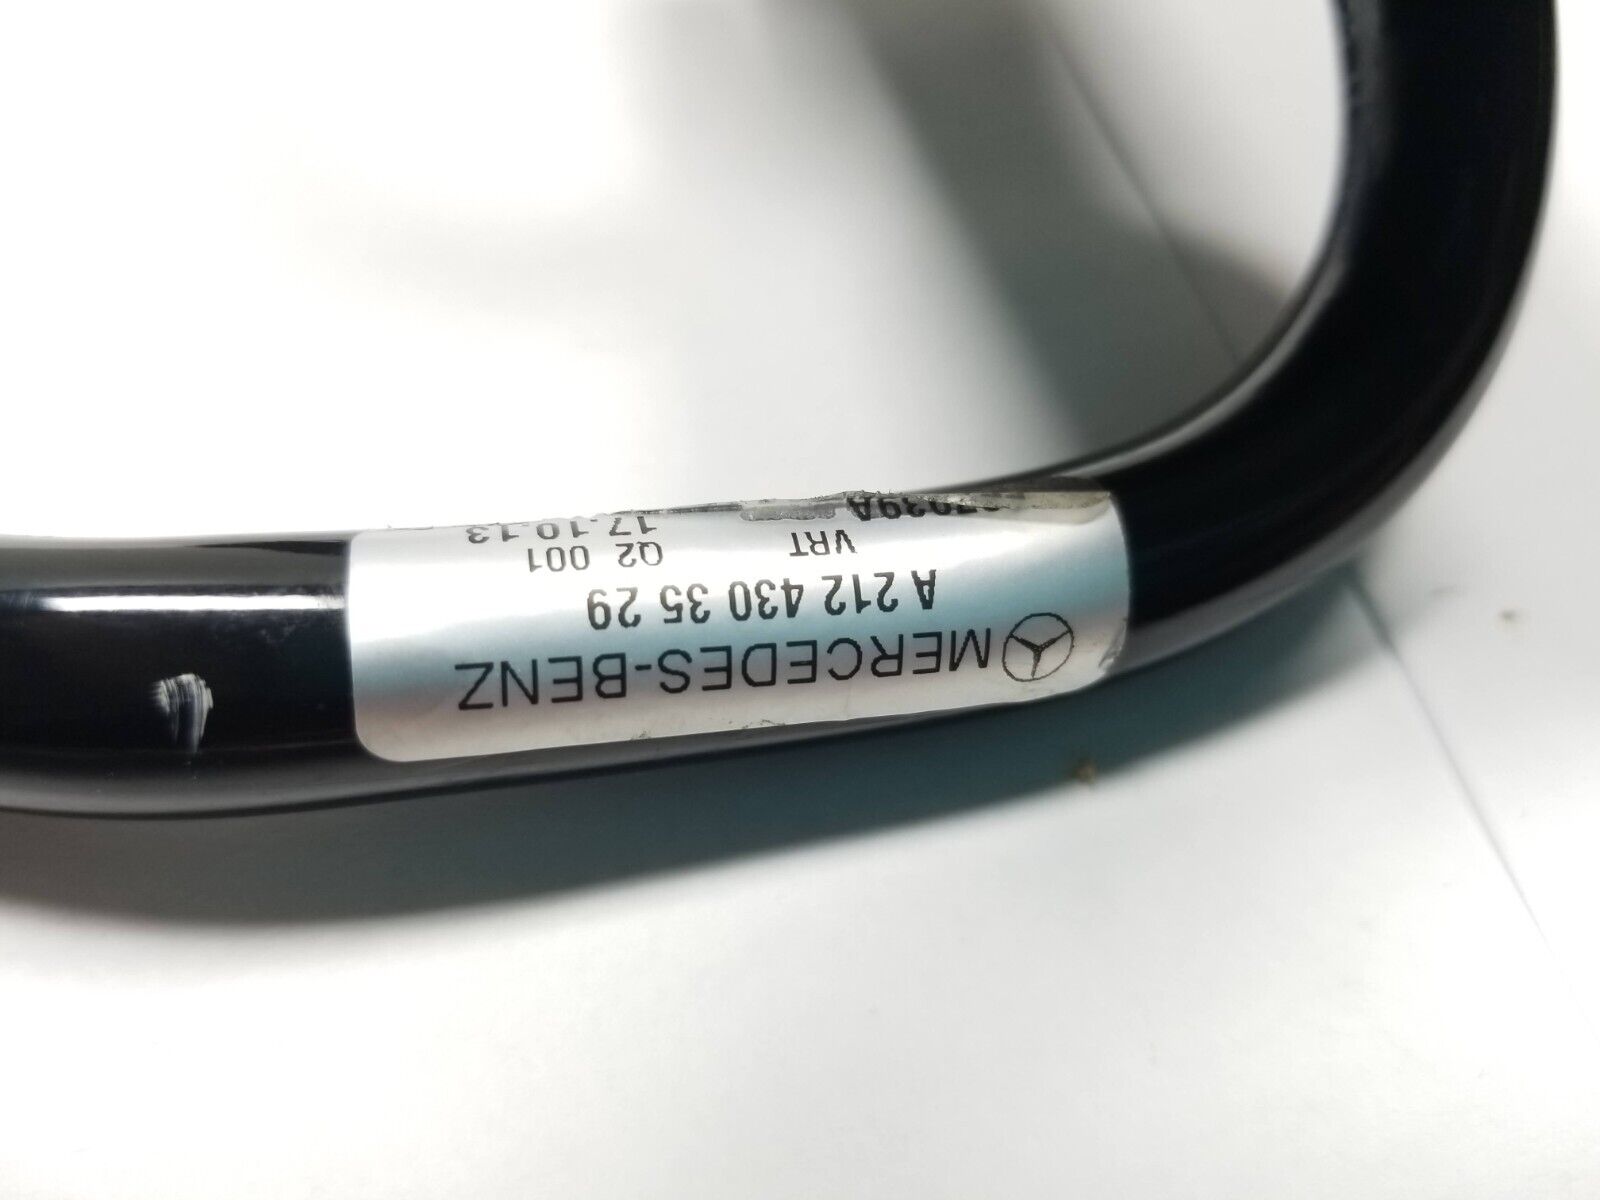 MERCEDES-BENZ
A 212 430 35 29
VRT Q2 001
17.10.13